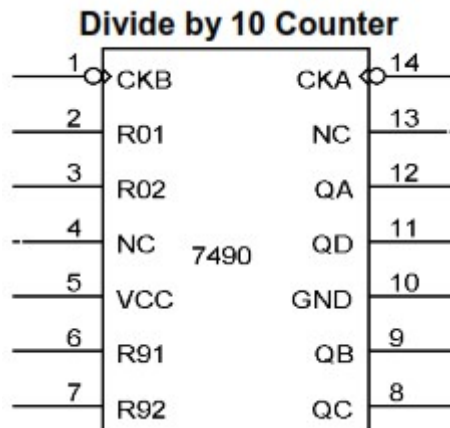 Divide by 10 Counter
1 CKB CKA 14
2 R01 NC 13
3 R02 QA 12
4 NC QD 11
7490
5 VCC GND 10
6 R91 QB 9
7 R92 QC 8